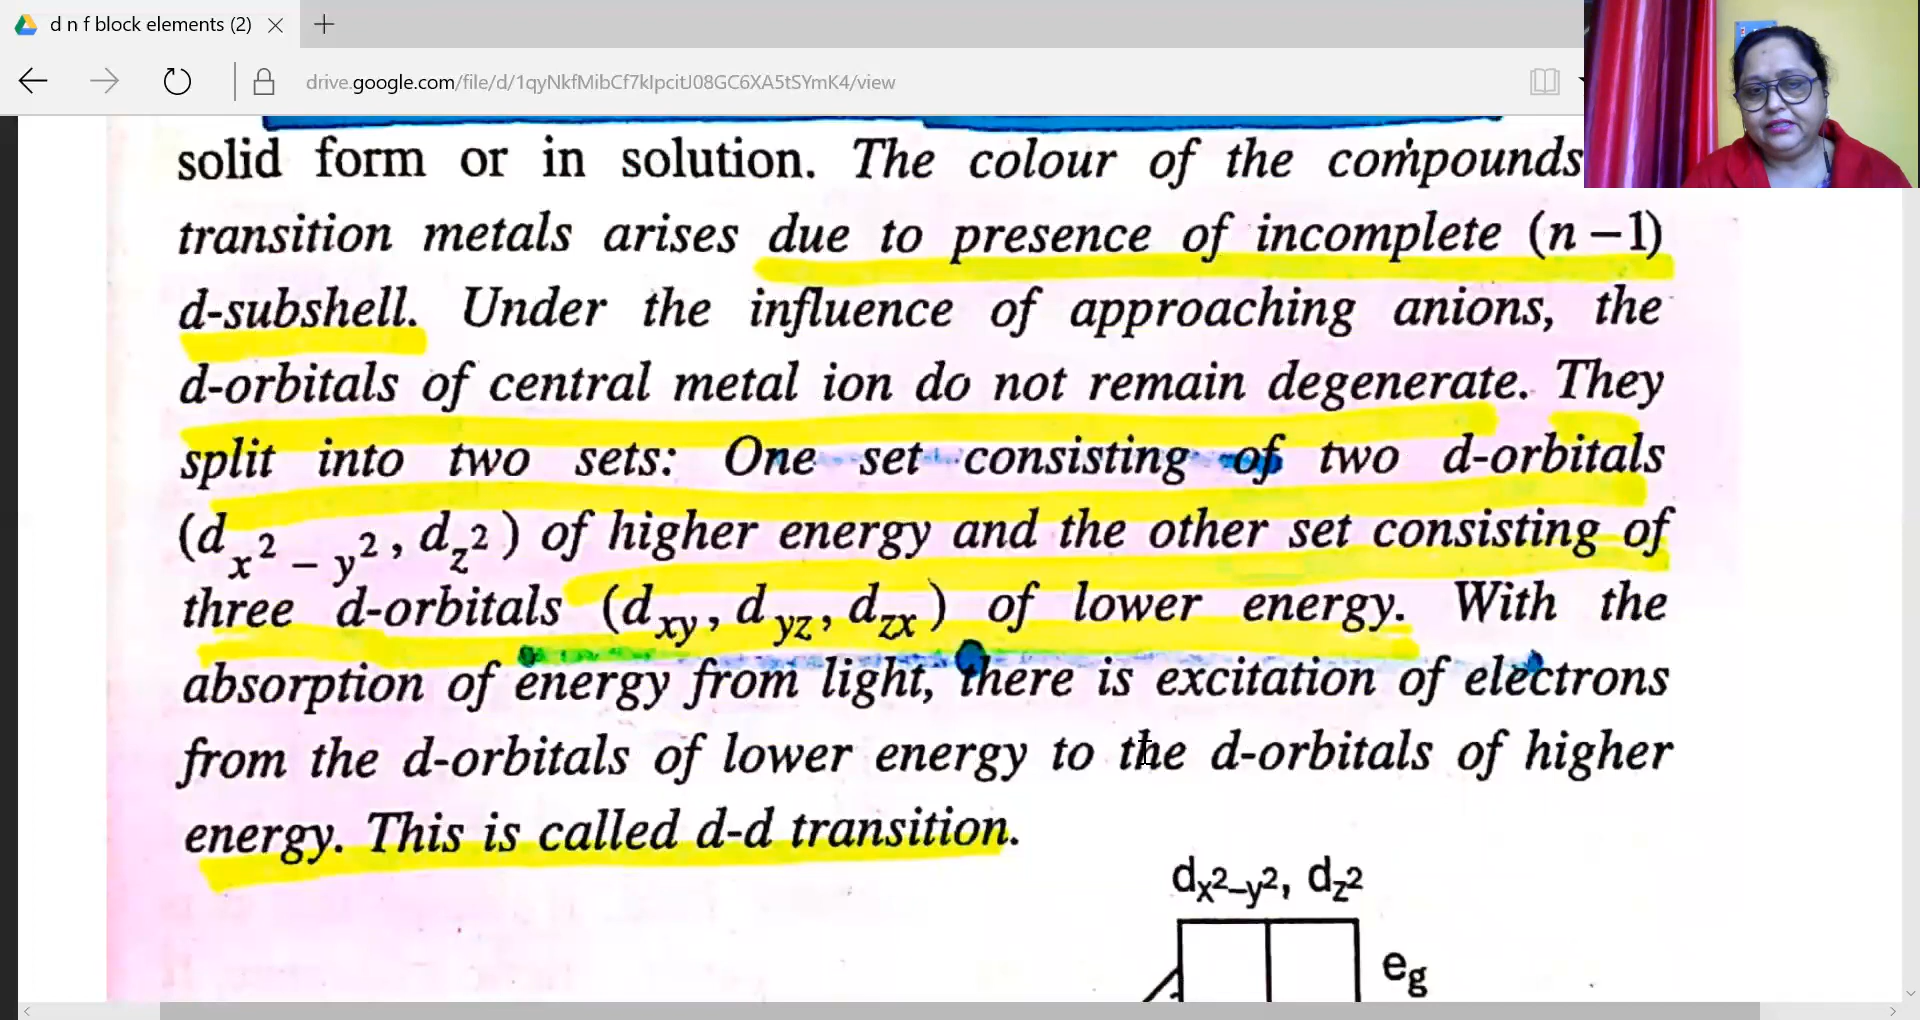 d n f block elements (2)
drive.google.com/file/d/1qyNkfMibCf7kIpcitJ08GC6XA5tSYmK4/view
solid form or in solution. The colour of the compounds
transition metals arises due to presence of incomplete (n – 1)
d-subshell. Under the influence of approaching anions, the
d-orbitals of central metal ion do not remain degenerate. They
split into two sets: One set consisting of two d-orbitals
(d x² – y², d z²) of higher energy and the other set consisting of
three d-orbitals (d xy, d yz, d zx) of lower energy. With the
absorption of energy from light, there is excitation of electrons
from the d-orbitals of lower energy to the d-orbitals of higher
energy. This is called d-d transition.
dx²–y², dz²
eg